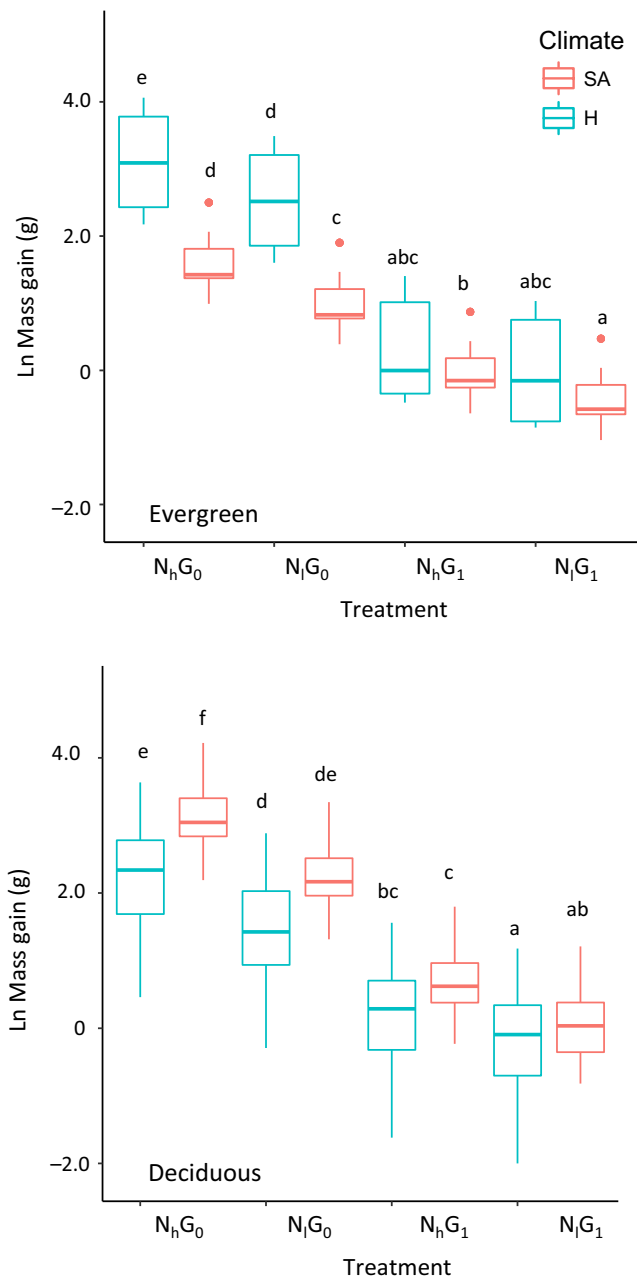 Climate
SA
H
e
d
d
c
abc
b
abc
a
4.0
2.0
0
−2.0
Ln Mass gain (g)
Evergreen
NₕG₀
NₗG₀
NₕG₁
NₗG₁
Treatment
e
f
d
de
bc
c
a
ab
4.0
2.0
0
−2.0
Ln Mass gain (g)
Deciduous
NₕG₀
NₗG₀
NₕG₁
NₗG₁
Treatment